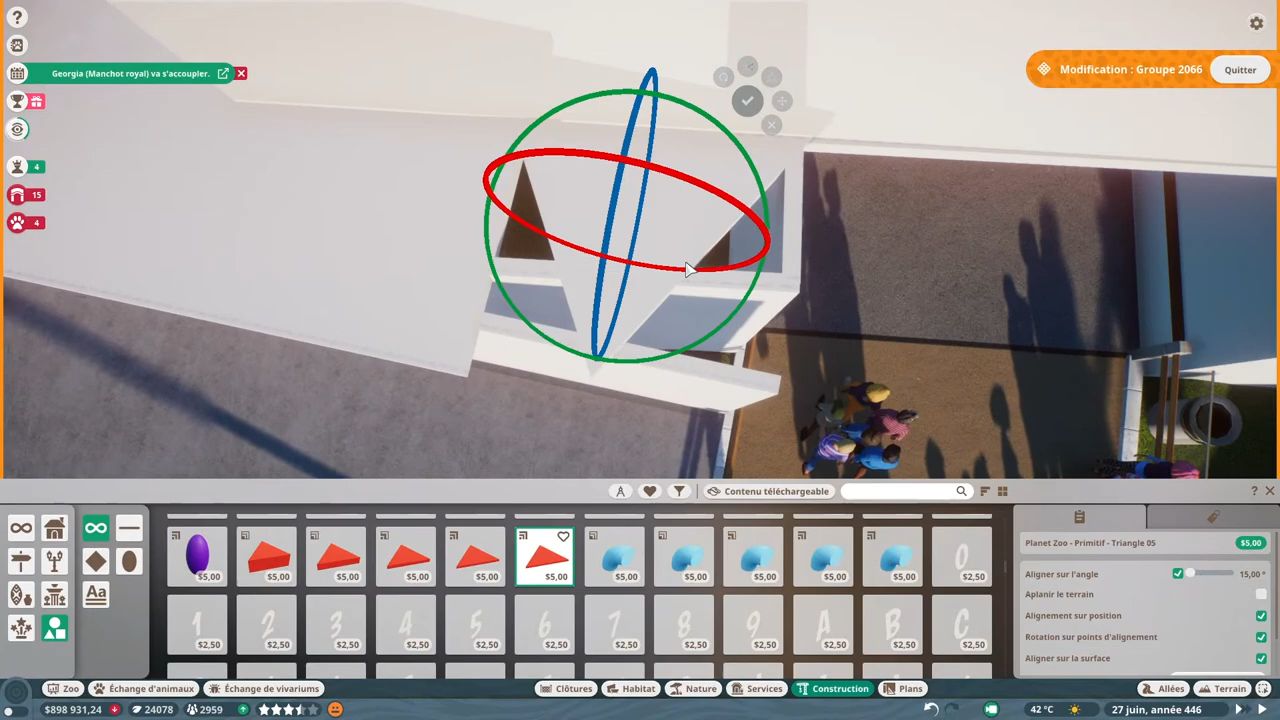 ?
Georgia (Manchot royal) va s'accoupler.
Modification : Groupe 2066
Quitter
4
15
4
Contenu téléchargeable
?
$5,00
$5,00
$5,00
$5,00
$5,00
$5,00
$5,00
$5,00
$5,00
$5,00
$5,00
0
$2,50
Aa
1
$2,50
2
$2,50
3
$2,50
4
$2,50
5
$2,50
6
$2,50
7
$2,50
8
$2,50
9
$2,50
A
$2,50
B
$2,50
C
$2,50
Planet Zoo - Primitif - Triangle 05
$5,00
Aligner sur l'angle
15,00 °
Aplanir le terrain
Alignement sur position
Rotation sur points d'alignement
Aligner sur la surface
Zoo
Échange d'animaux
Échange de vivariums
Clôtures
Habitat
Nature
Services
Construction
Plans
Allées
Terrain
$898 931,24
24078
2959
42 °C
27 juin, année 446